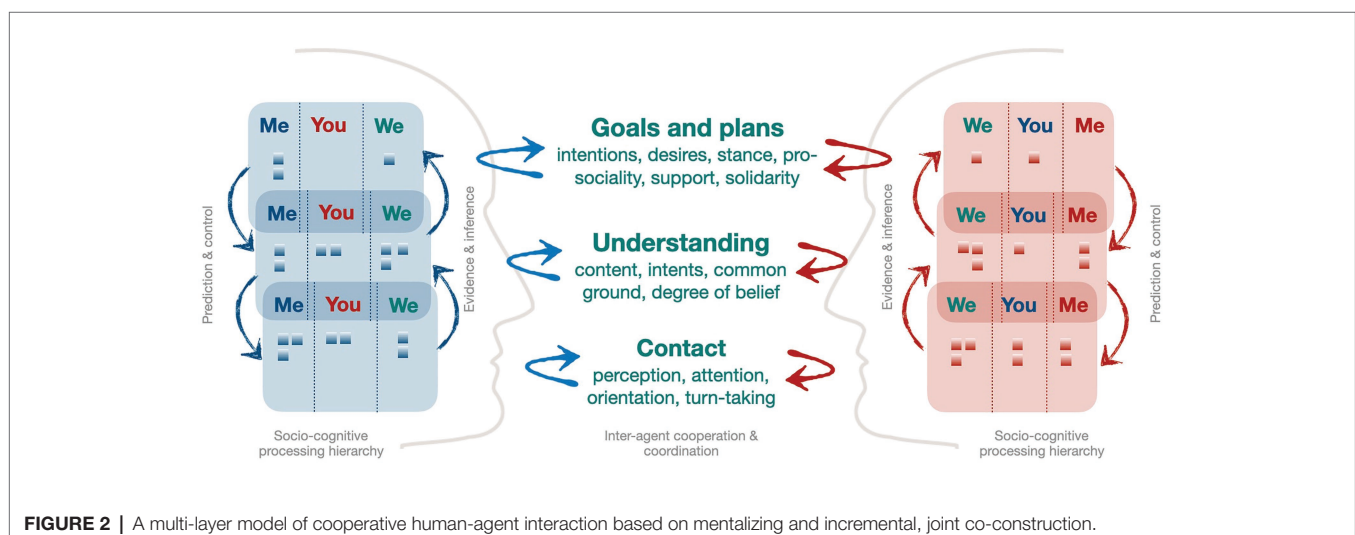 Me You We
Me You We
Me You We
Prediction & control
Evidence & inference
Socio-cognitive
processing hierarchy
Goals and plans
intentions, desires, stance, pro-
sociality, support, solidarity
Understanding
content, intents, common
ground, degree of belief
Contact
perception, attention,
orientation, turn-taking
Inter-agent cooperation &
coordination
We You Me
We You Me
We You Me
Evidence & inference
Prediction & control
Socio-cognitive
processing hierarchy
FIGURE 2 | A multi-layer model of cooperative human-agent interaction based on mentalizing and incremental, joint co-construction.